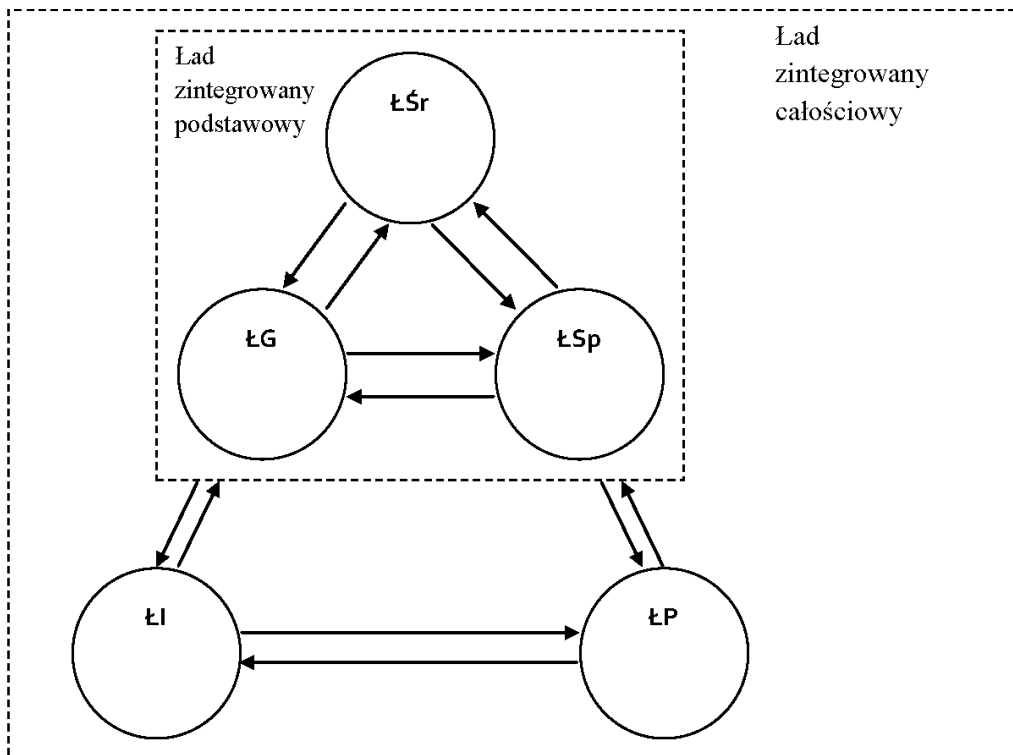 Ład
zintegrowany
podstawowy
Ład
zintegrowany
całościowy
ŁŚr
ŁG
ŁSp
ŁI
ŁP